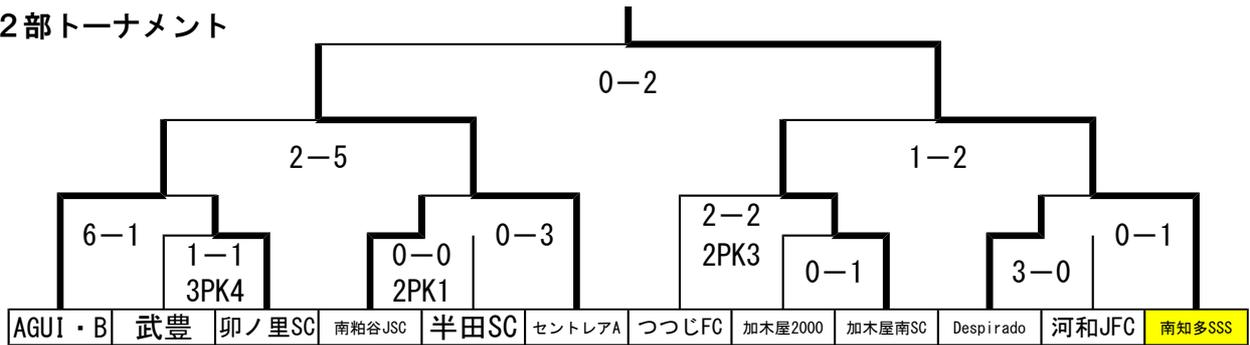 2部トーナメント
0−2
2−5
1−2
6−1
1−1
3PK4
0−0
2PK1
0−3
2−2
2PK3
0−1
3−0
0−1
AGUI・B 武豊 卯ノ里SC 南粕谷JSC 半田SC セントレアA つつじFC 加木屋2000 加木屋南SC Despirado 河和JFC 南知多SSS